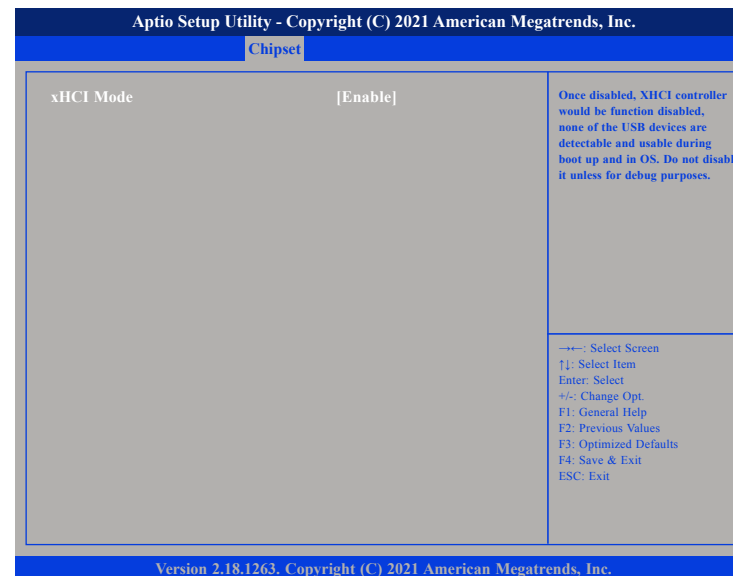 Aptio Setup Utility - Copyright (C) 2021 American Megatrends, Inc.
Chipset
xHCI Mode [Enable]
Once disabled, XHCI controller
would be function disabled,
none of the USB devices are
detectable and usable during
boot up and in OS. Do not disabl
it unless for debug purposes.
→←: Select Screen
↑↓: Select Item
Enter: Select
+/-: Change Opt.
F1: General Help
F2: Previous Values
F3: Optimized Defaults
F4: Save & Exit
ESC: Exit
Version 2.18.1263. Copyright (C) 2021 American Megatrends, Inc.